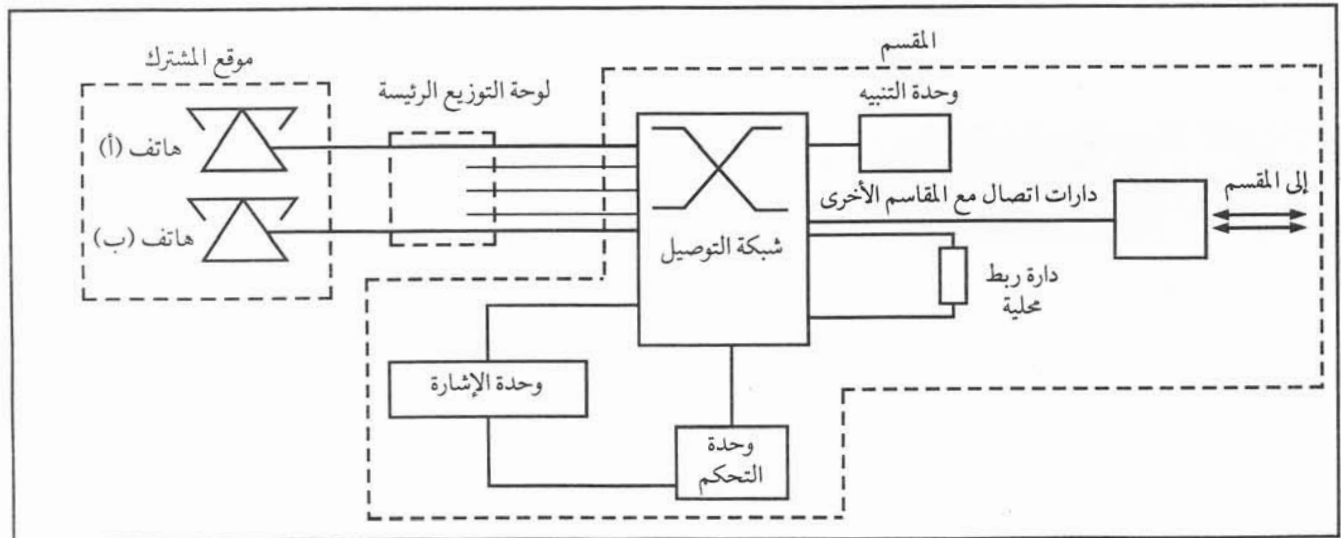 المقسم
موقع المشترك
لوحة التوزيع الرئيسة
وحدة التنبيه
هاتف (أ)
إلى المقسم
دارات اتصال مع المقاسم الأخرى
هاتف (ب)
شبكة التوصيل
دارة ربط
محلية
وحدة الإشارة
وحدة
التحكم